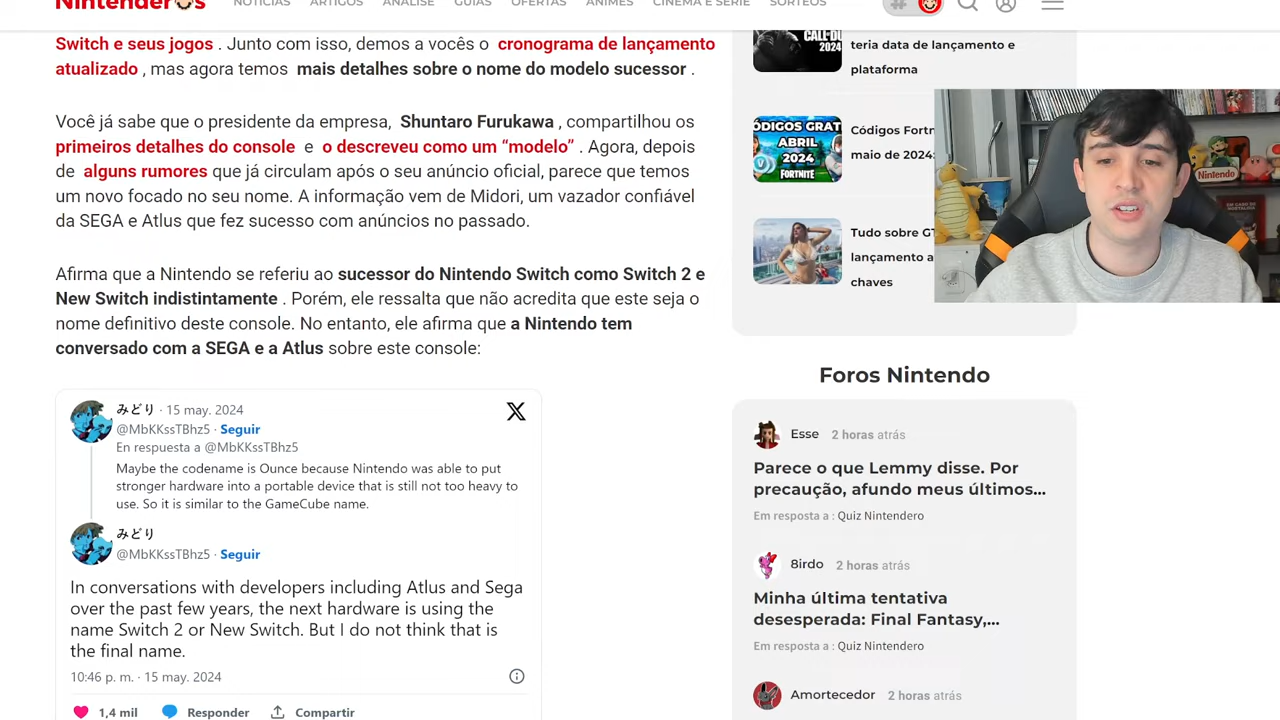 Nintenderos
NOTÍCIAS ARTIGOS ANÁLISE GUIAS OFERTAS ANIMES CINEMA E SÉRIE SORTEOS
Switch e seus jogos . Junto com isso, demos a vocês o cronograma de lançamento
atualizado , mas agora temos mais detalhes sobre o nome do modelo sucessor .
Você já sabe que o presidente da empresa, Shuntaro Furukawa , compartilhou os
primeiros detalhes do console e o descreveu como um “modelo” . Agora, depois
de alguns rumores que já circulam após o seu anúncio oficial, parece que temos
um novo focado no seu nome. A informação vem de Midori, um vazador confiável
da SEGA e Atlus que fez sucesso com anúncios no passado.
Afirma que a Nintendo se referiu ao sucessor do Nintendo Switch como Switch 2 e
New Switch indistintamente . Porém, ele ressalta que não acredita que este seja o
nome definitivo deste console. No entanto, ele afirma que a Nintendo tem
conversado com a SEGA e a Atlus sobre este console:
みどり · 15 may. 2024
@MbKKssTBhz5 · Seguir
En respuesta a @MbKKssTBhz5
Maybe the codename is Ounce because Nintendo was able to put
stronger hardware into a portable device that is still not too heavy to
use. So it is similar to the GameCube name.
みどり
@MbKKssTBhz5 · Seguir
In conversations with developers including Atlus and Sega
over the past few years, the next hardware is using the
name Switch 2 or New Switch. But I do not think that is
the final name.
10:46 p. m. · 15 may. 2024
1,4 mil Responder Compartir
CALL OF DUTY
2024
teria data de lançamento e
plataforma
CÓDIGOS GRATIS
ABRIL
2024
FORTNITE
Códigos Fortn
maio de 2024:
Tudo sobre GT
lançamento a
chaves
Nintendo
Foros Nintendo
Esse 2 horas atrás
Parece o que Lemmy disse. Por
precaução, afundo meus últimos...
Em resposta a : Quiz Nintendero
8irdo 2 horas atrás
Minha última tentativa
desesperada: Final Fantasy,...
Em resposta a : Quiz Nintendero
Amortecedor 2 horas atrás